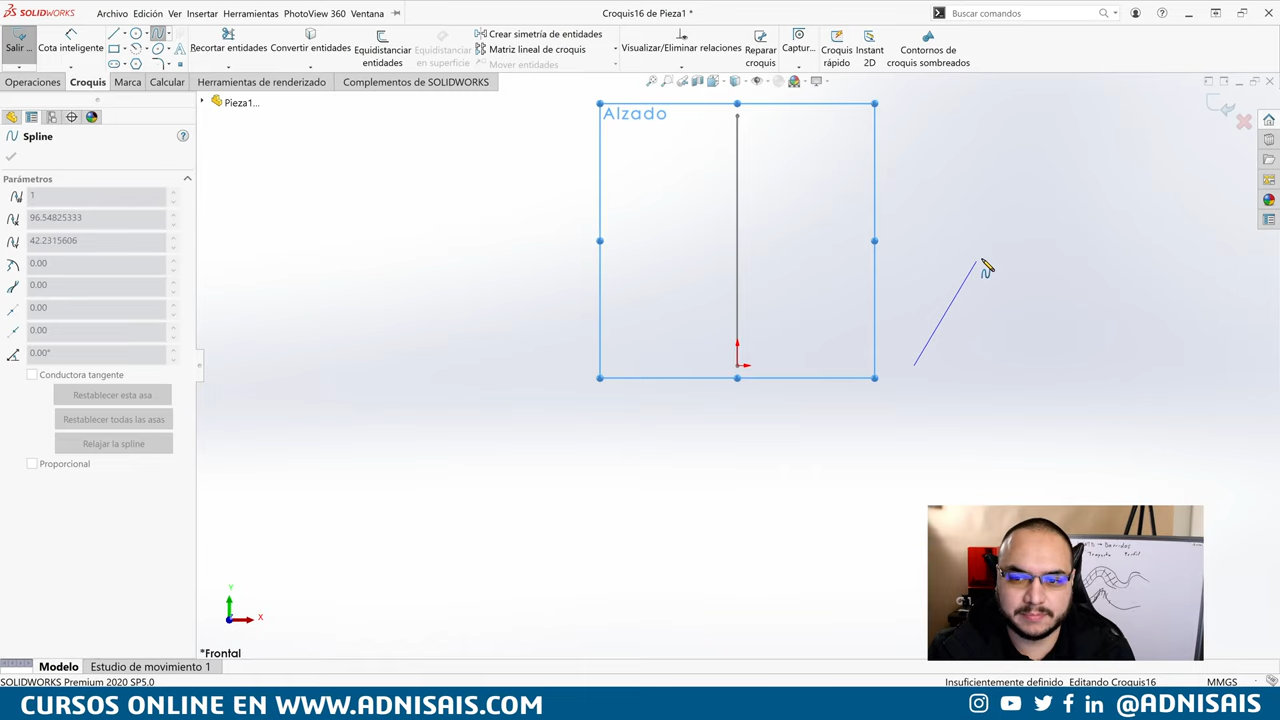 SOLIDWORKS
Archivo Edición Ver Insertar Herramientas PhotoView 360 Ventana
Croquis16 de Pieza1 *
Buscar comandos
Salir ...
Cota inteligente
Recortar entidades
Convertir entidades
Equidistanciar entidades
Equidistanciar en superficie
Crear simetría de entidades
Matriz lineal de croquis
Mover entidades
Visualizar/Eliminar relaciones
Reparar croquis
Captur...
Croquis rápido
Instant 2D
Contornos de croquis sombreados
Operaciones Croquis Marca Calcular Herramientas de renderizado Complementos de SOLIDWORKS
Pieza1...
Alzado
Spline
Parámetros
1
96.54825333
42.2315606
0.00
0.00
0.00
0.00
0.00°
Conductora tangente
Restablecer esta asa
Restablecer todas las asas
Relajar la spline
Proporcional
Y
X
*Frontal
Barridos
Trayecto Perfil
Modelo Estudio de movimiento 1
SOLIDWORKS Premium 2020 SP5.0
Insuficientemente definido Editando Croquis16 MMGS
CURSOS ONLINE EN WWW.ADNISAIS.COM
@ADNISAIS